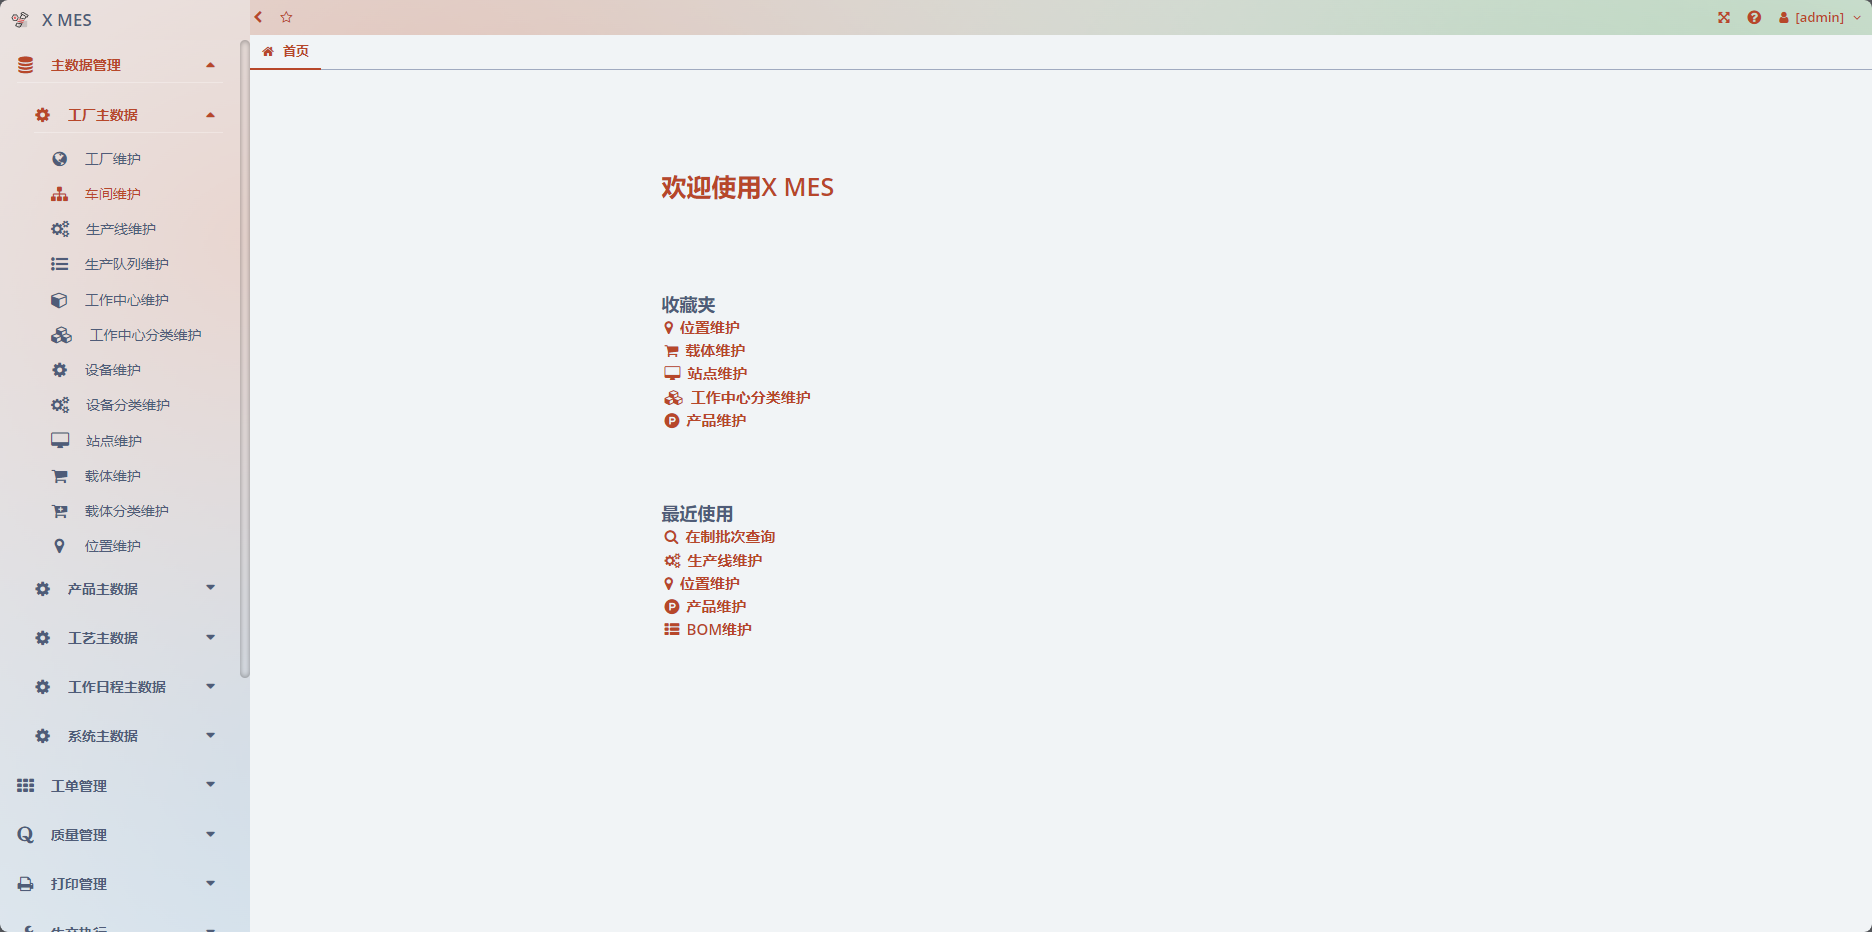 X MES
[admin]
主数据管理
工厂主数据
工厂维护
车间维护
生产线维护
生产队列维护
工作中心维护
工作中心分类维护
设备维护
设备分类维护
站点维护
载体维护
载体分类维护
位置维护
产品主数据
工艺主数据
工作日程主数据
系统主数据
工单管理
质量管理
打印管理
生产执行
首页
欢迎使用X MES
收藏夹
位置维护
载体维护
站点维护
工作中心分类维护
产品维护
最近使用
在制批次查询
生产线维护
位置维护
产品维护
BOM维护